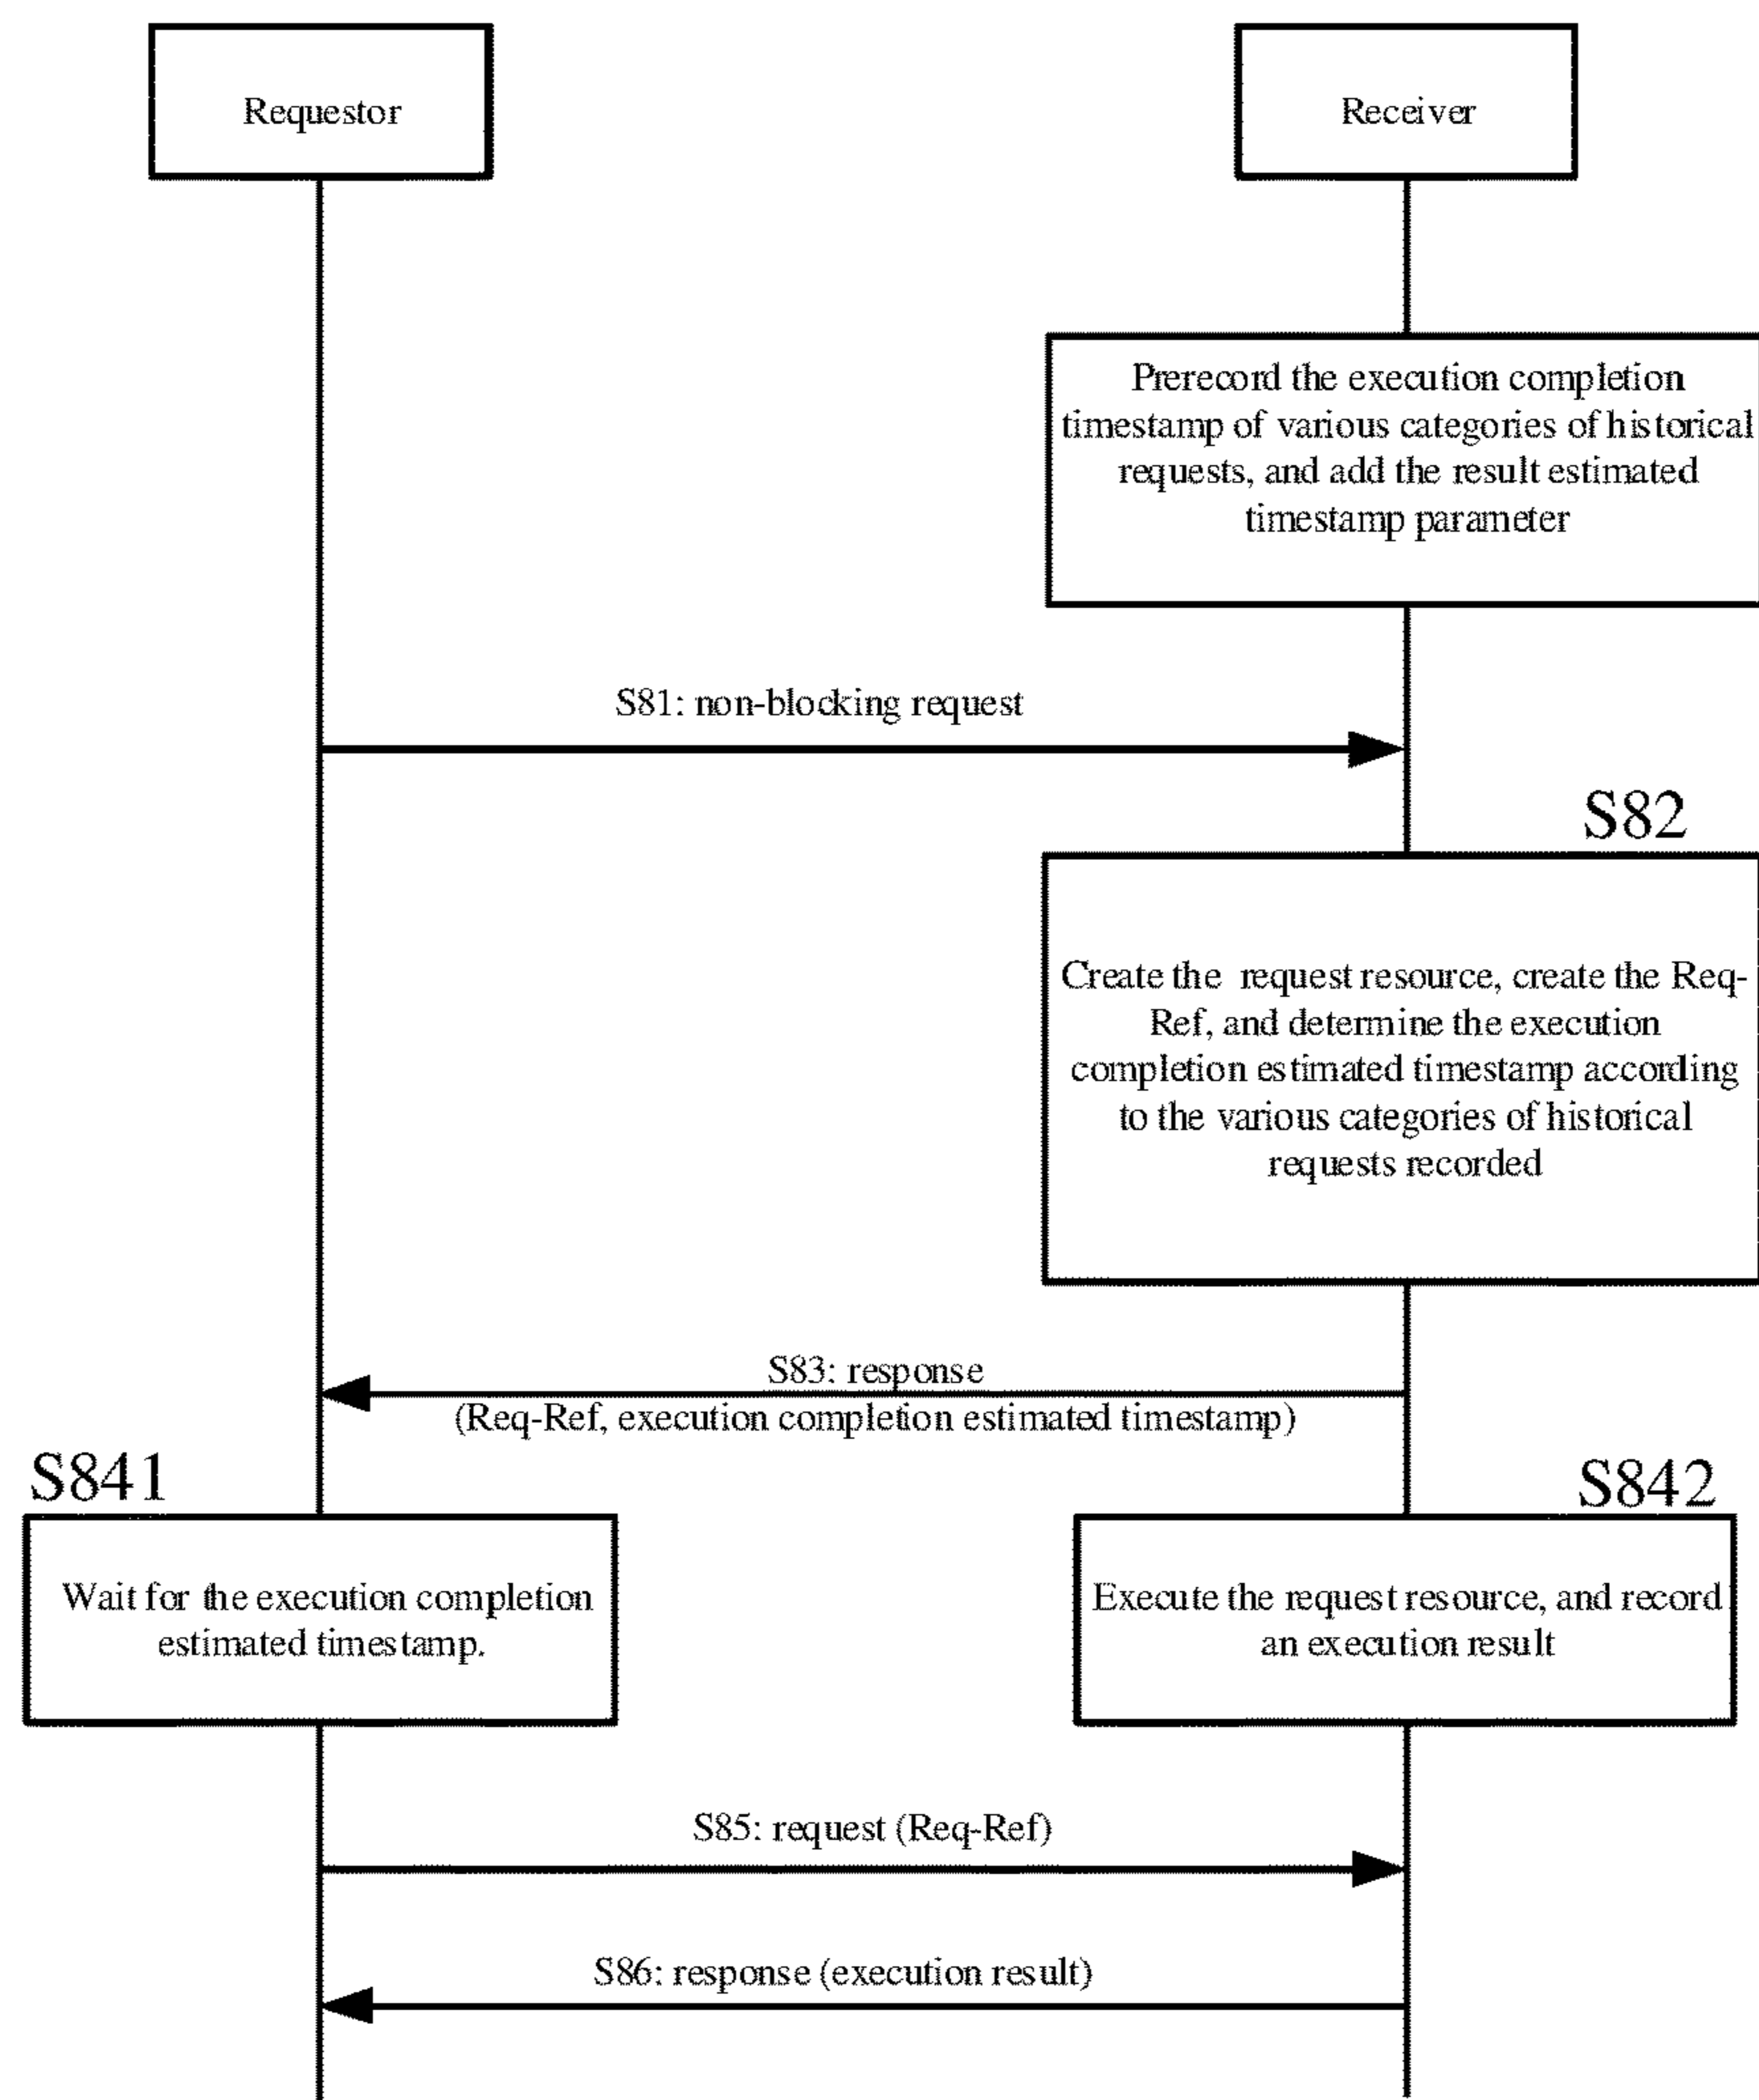 Requestor
Receiver
Prerecord the execution completion
timestamp of various categories of historical
requests, and add the result estimated
timestamp parameter
S81: non-blocking request
S82
Create the request resource, create the Req-
Ref, and determine the execution
completion estimated timestamp according
to the various categories of historical
requests recorded
S83: response
(Req-Ref, execution completion estimated timestamp)
S841
S842
Wait for the execution completion
estimated timestamp.
Execute the request resource, and record
an execution result
S85: request (Req-Ref)
S86: response (execution result)